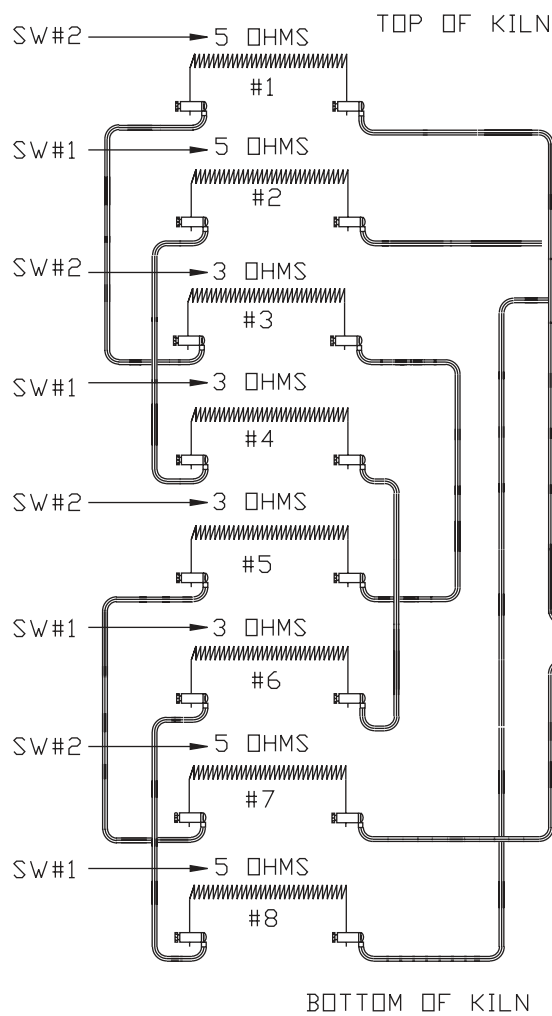 TOP OF KILN
SW#2 5 OHMS
#1
SW#1 5 OHMS
#2
SW#2 3 OHMS
#3
SW#1 3 OHMS
#4
SW#2 3 OHMS
#5
SW#1 3 OHMS
#6
SW#2 5 OHMS
#7
SW#1 5 OHMS
#8
BOTTOM OF KILN